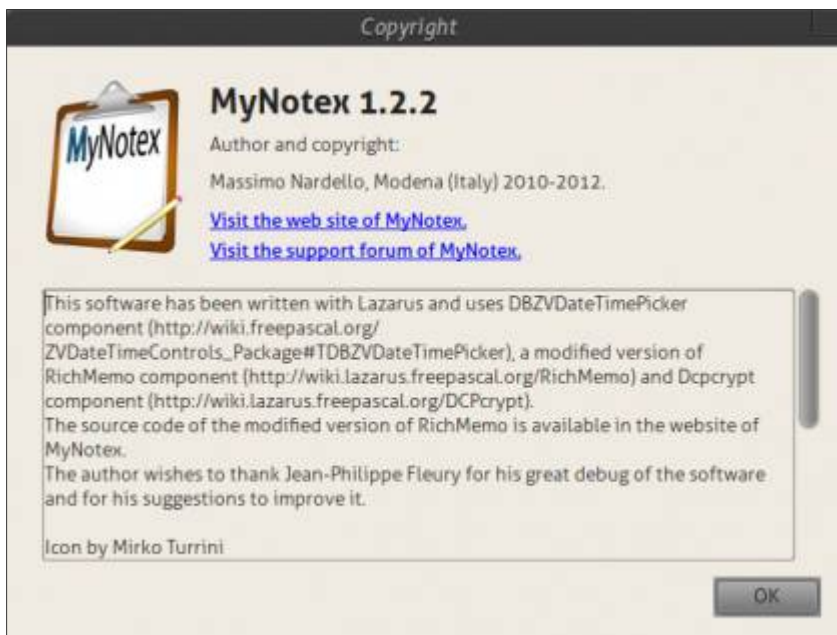 Copyright
MyNotex
MyNotex 1.2.2
Author and copyright:
Massimo Nardello, Modena (Italy) 2010-2012.
Visit the web site of MyNotex.
Visit the support forum of MyNotex.
This software has been written with Lazarus and uses DBZVDateTimePicker
component (http://wiki.freepascal.org/
ZVDateTimeControls_Package#TDBZVDateTimePicker), a modified version of
RichMemo component (http://wiki.lazarus.freepascal.org/RichMemo) and Dcpcrypt
component (http://wiki.lazarus.freepascal.org/DCPcrypt).
The source code of the modified version of RichMemo is available in the website of
MyNotex.
The author wishes to thank Jean-Philippe Fleury for his great debug of the software
and for his suggestions to improve it.
Icon by Mirko Turrini
OK